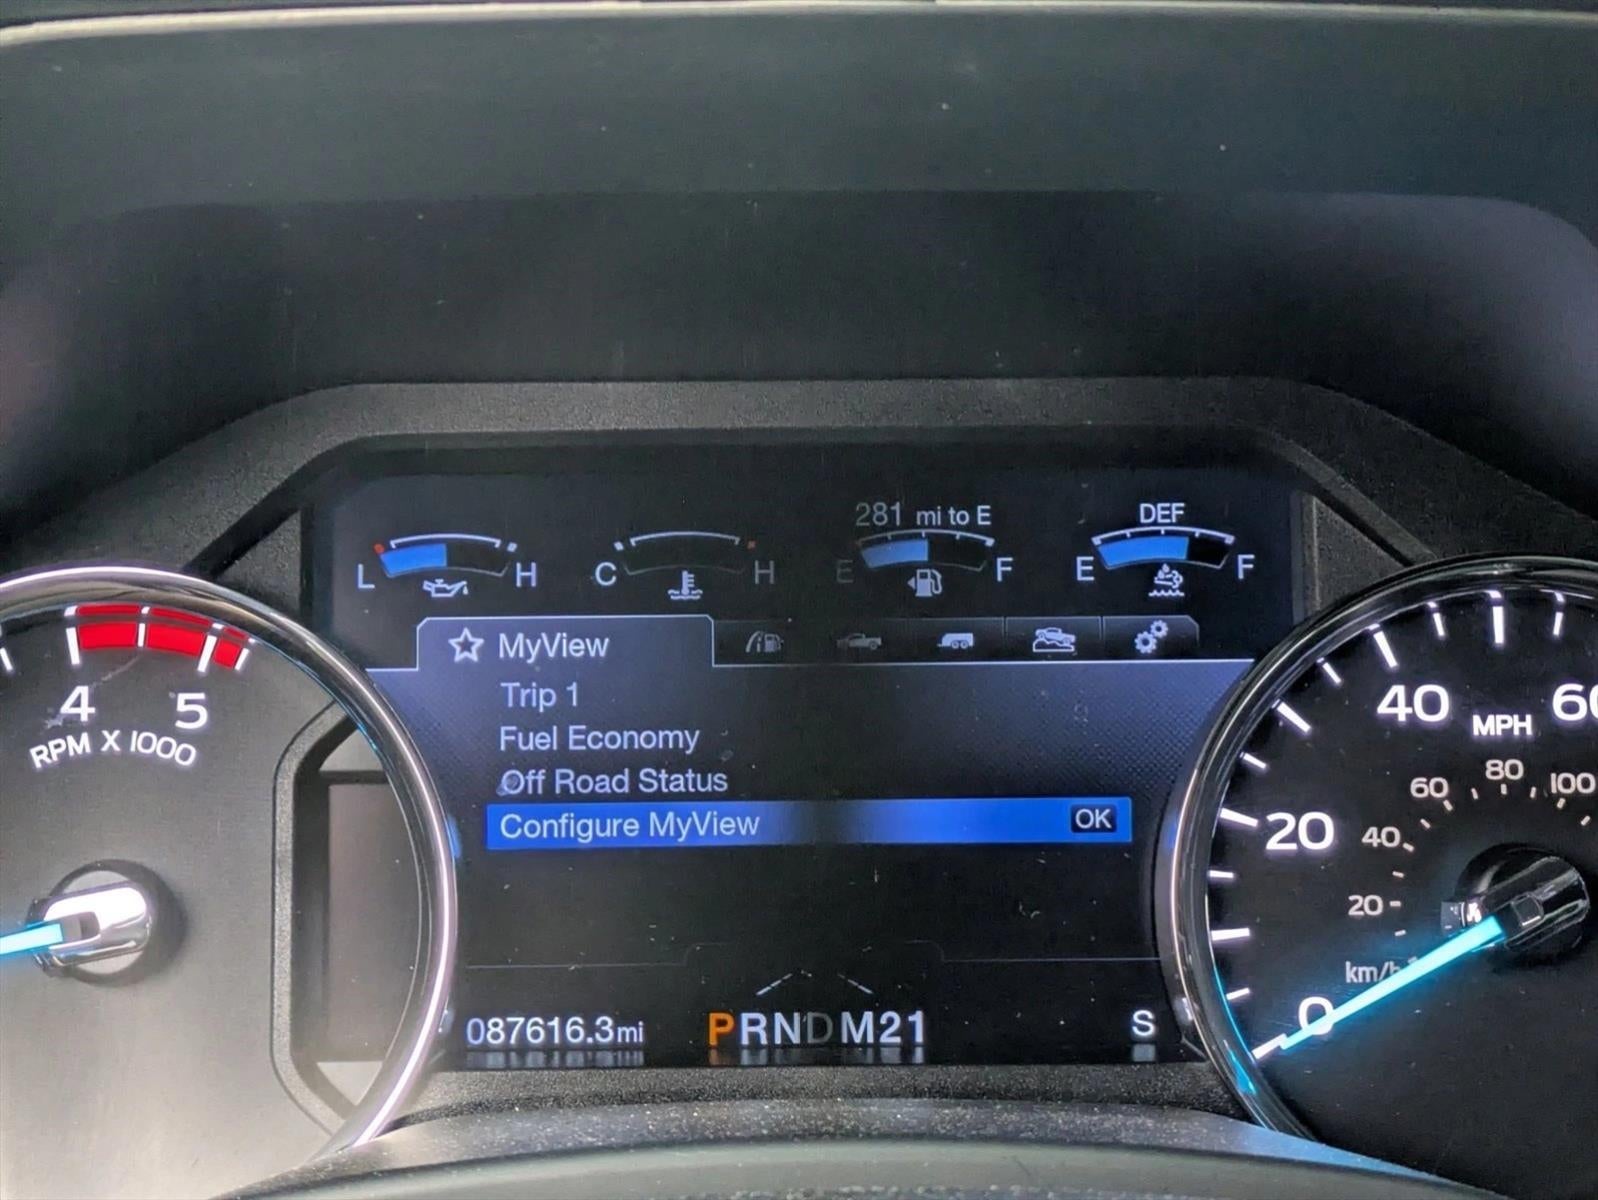 281 mi to E
DEF
L H
C H
E F
E F
MyView
Trip 1
Fuel Economy
Off Road Status
Configure MyView OK
4 5
RPM X 1000
087616.3mi
PRNDM21
S
0 20 40 60
MPH
20 40 60 80 100
km/h